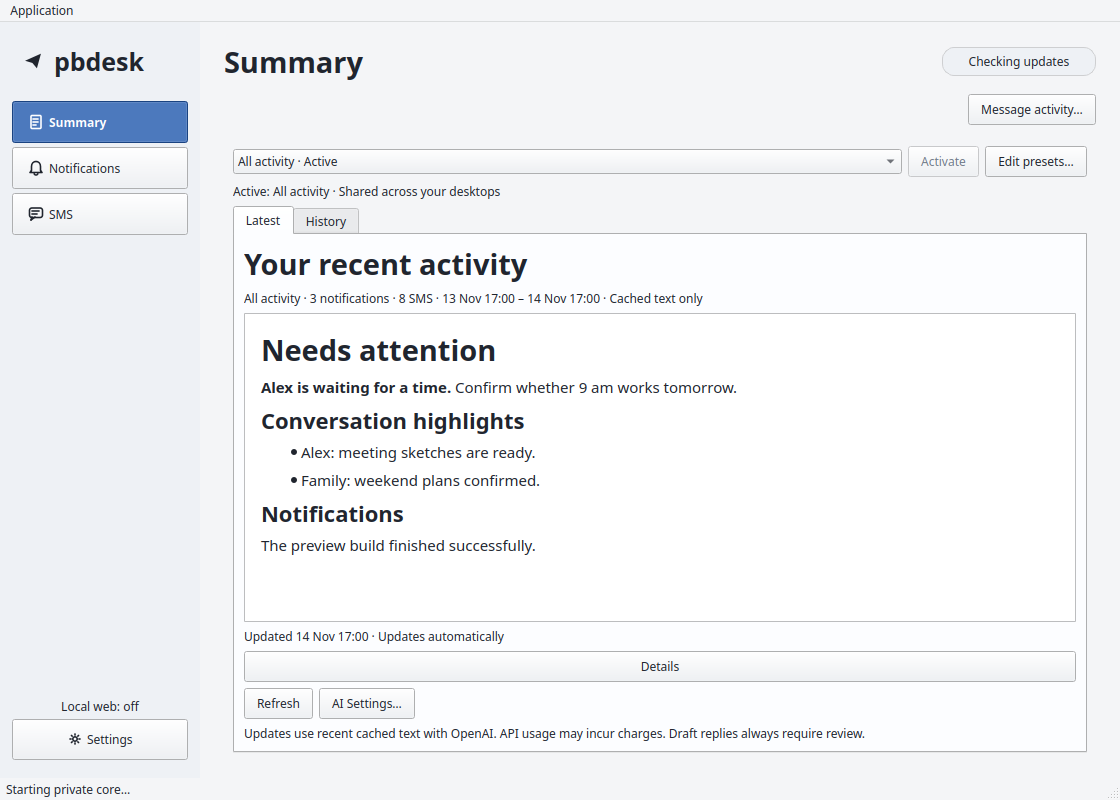 Application
pbdesk
Summary
Notifications
SMS
Local web: off
Settings
Starting private core...
Summary
Checking updates
Message activity...
All activity · Active
Activate
Edit presets...
Active: All activity · Shared across your desktops
Latest
History
Your recent activity
All activity · 3 notifications · 8 SMS · 13 Nov 17:00 – 14 Nov 17:00 · Cached text only
Needs attention
Alex is waiting for a time. Confirm whether 9 am works tomorrow.
Conversation highlights
• Alex: meeting sketches are ready.
• Family: weekend plans confirmed.
Notifications
The preview build finished successfully.
Updated 14 Nov 17:00 · Updates automatically
Details
Refresh
AI Settings...
Updates use recent cached text with OpenAI. API usage may incur charges. Draft replies always require review.